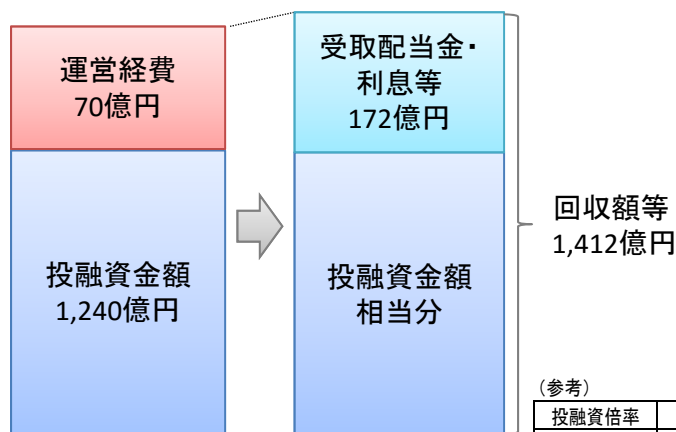 運営経費
70億円
投融資金額
1,240億円
受取配当金・
利息等
172億円
投融資金額
相当分
回収額等
1,412億円
（参考）
投融資倍率